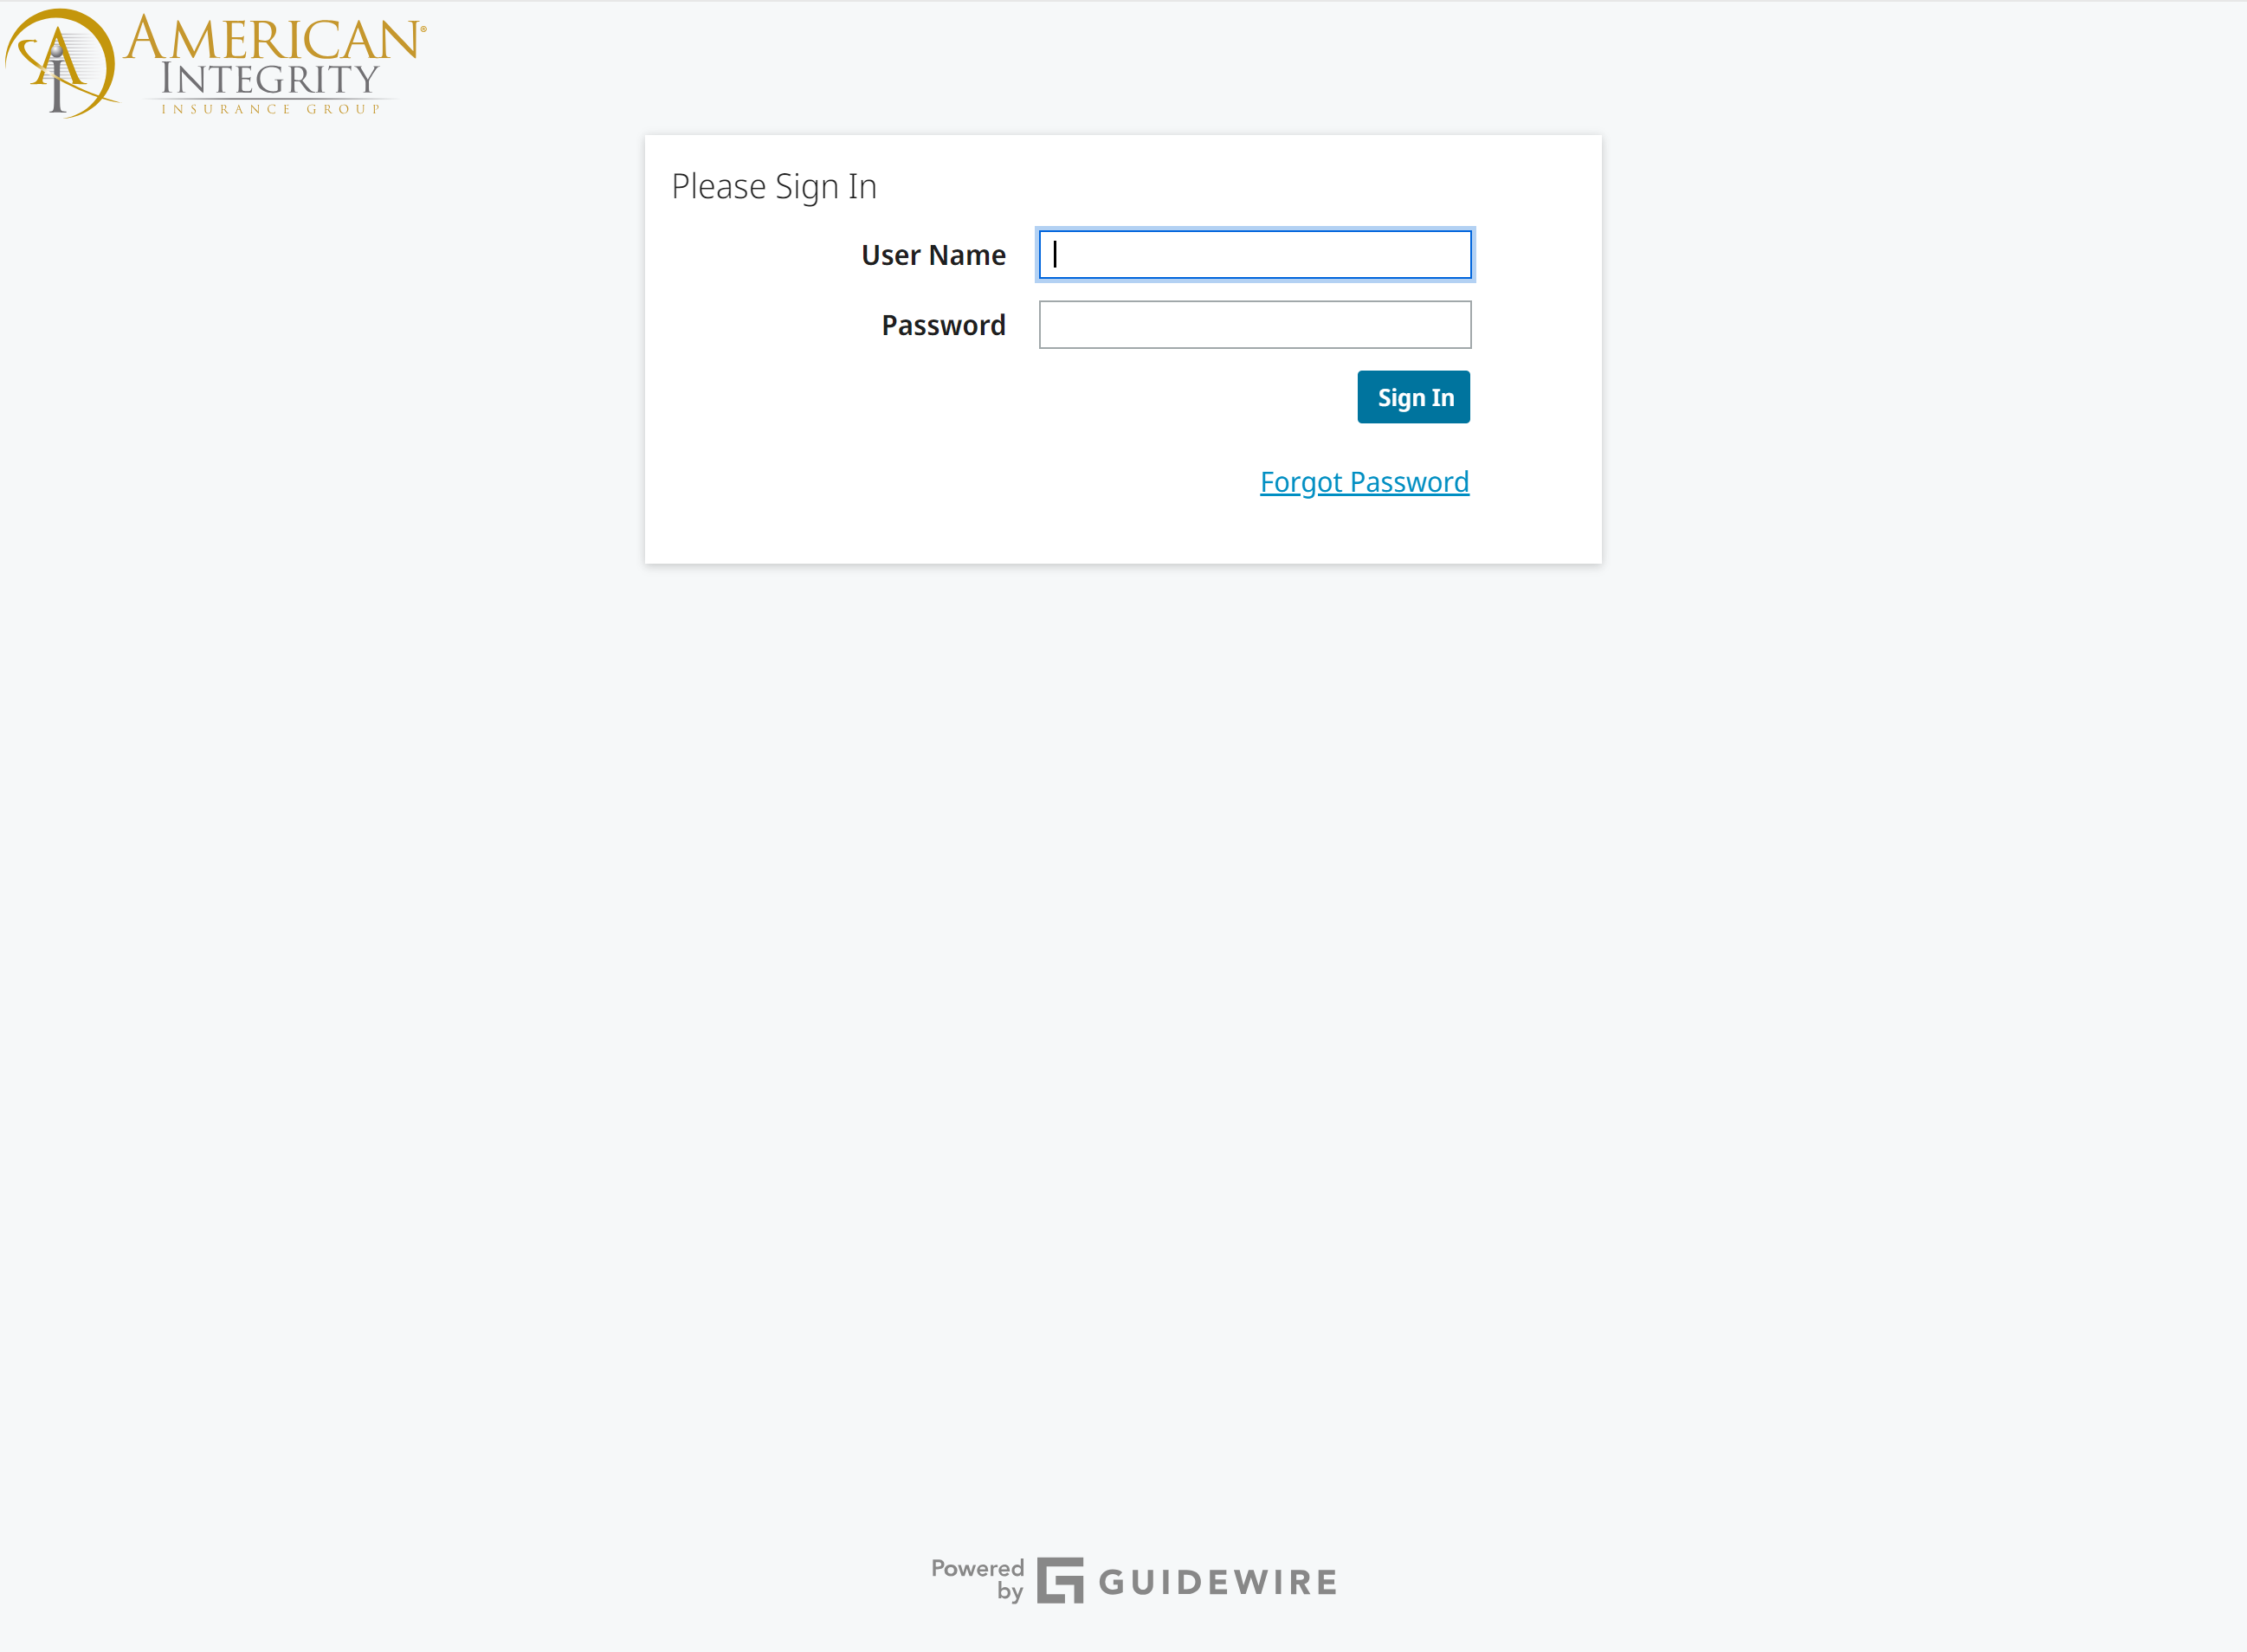 AMERICAN®
INTEGRITY
INSURANCE GROUP
Please Sign In
User Name
Password
Sign In
Forgot Password
Powered by GUIDEWIRE